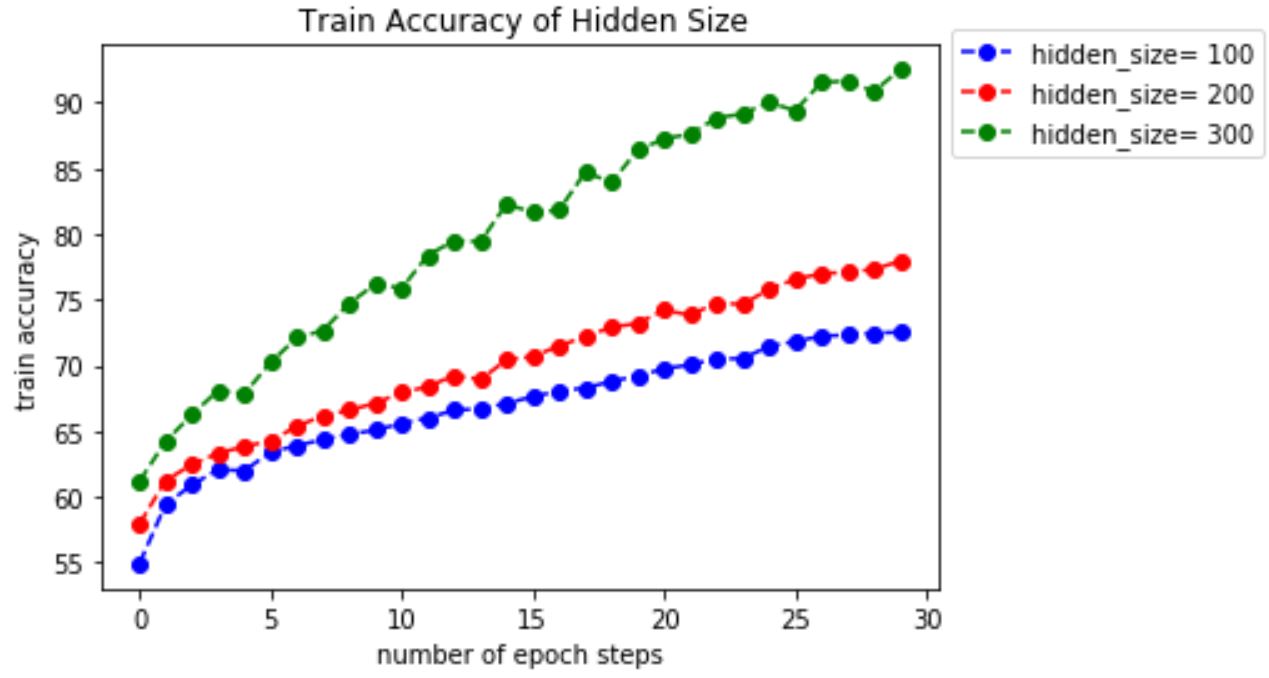 Train Accuracy of Hidden Size
hidden_size= 100
hidden_size= 200
hidden_size= 300
train accuracy
90
85
80
75
70
65
60
55
0 5 10 15 20 25 30
number of epoch steps